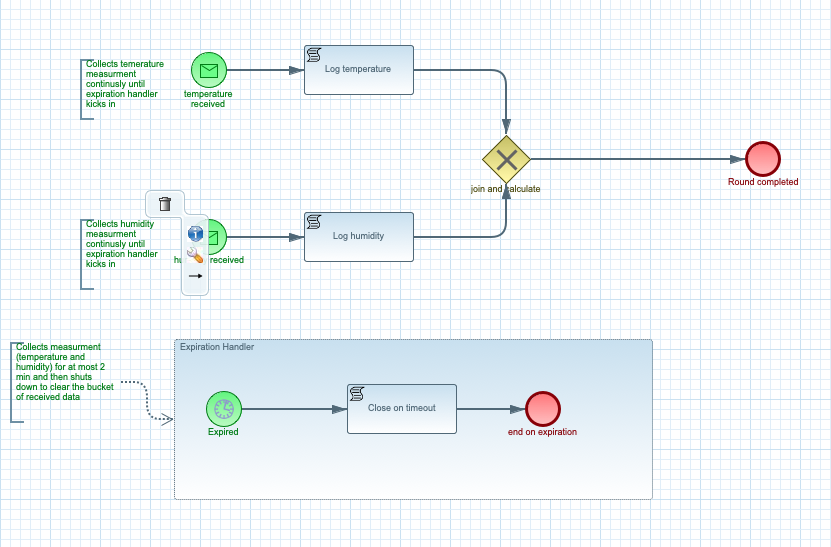 Collects temerature
measurment
continusly until
expiration handler
kicks in
temperature
received
Log temperature
join and calculate
Round completed
Collects humidity
measurment
continusly until
expiration handler
kicks in
received
Log humidity
Collects measurment
(temperature and
humidity) for at most 2
min and then shuts
down to clear the bucket
of received data
Expiration Handler
Expired
Close on timeout
end on expiration